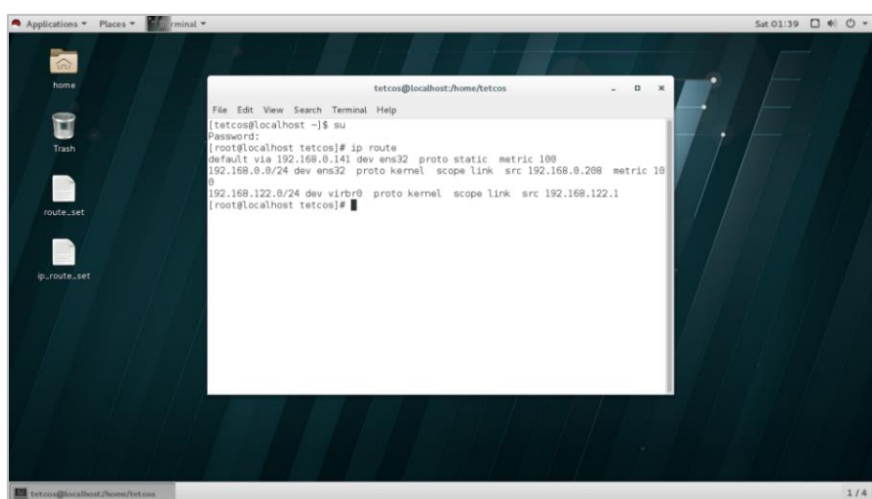 Applications Places Terminal Sat 01:39
home
Trash
route_set
ip_route_set
tetcos@localhost:/home/tetcos
File Edit View Search Terminal Help
[tetcos@localhost ~]$ su
Password:
[root@localhost tetcos]# ip route
default via 192.168.0.141 dev ens32 proto static metric 100
192.168.0.0/24 dev ens32 proto kernel scope link src 192.168.0.208 metric 10
0
192.168.122.0/24 dev virbr0 proto kernel scope link src 192.168.122.1
[root@localhost tetcos]#
tetcos@localhost:/home/tetcos 1 / 4